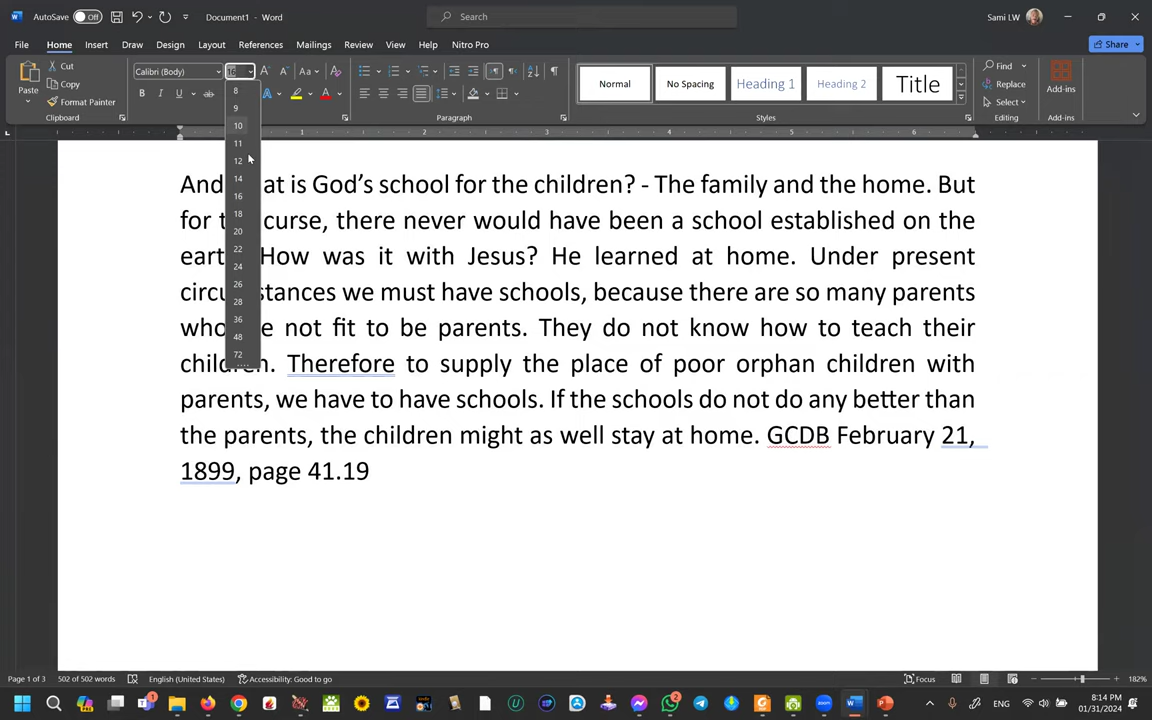 AutoSave Off Document1 - Word Search Sami LW
File Home Insert Draw Design Layout References Mailings Review View Help Nitro Pro Share
Paste Cut Copy Format Painter Calibri (Body) Aa B I U ab A A Normal No Spacing Heading 1 Heading 2 Title Find Replace Select Add-ins
Clipboard Paragraph Styles Editing Add-ins
8
9
10
11
12
14
16
18
20
22
24
26
28
36
48
72
1 2 3 4 5 6
And at is God’s school for the children? - The family and the home. But
for t curse, there never would have been a school established on the
eart How was it with Jesus? He learned at home. Under present
circu stances we must have schools, because there are so many parents
who e not fit to be parents. They do not know how to teach their
children. Therefore to supply the place of poor orphan children with
parents, we have to have schools. If the schools do not do any better than
the parents, the children might as well stay at home. GCDB February 21,
1899, page 41.19
Page 1 of 3 502 of 502 words English (United States) Accessibility: Good to go Focus 182%
ENG 8:14 PM
01/31/2024